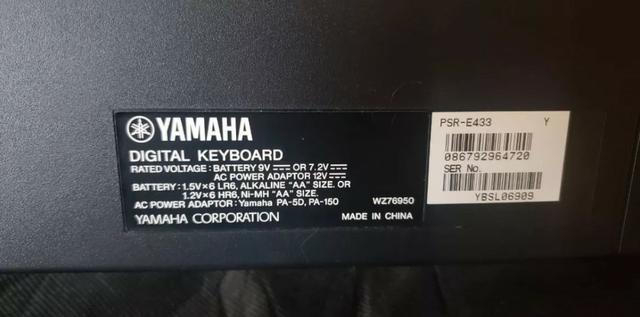 YAMAHA
DIGITAL KEYBOARD
RATED VOLTAGE: BATTERY 9V⎓ OR 7.2V⎓
AC POWER ADAPTOR 12V⎓
BATTERY: 1.5V×6 LR6, ALKALINE "AA" SIZE. OR
1.2V×6 HR6, Ni-MH "AA" SIZE.
AC POWER ADAPTOR: Yamaha PA-5D, PA-150 WZ76950
YAMAHA CORPORATION MADE IN CHINA
PSR-E433 Y
086792964720
SER No.
YBSL06909